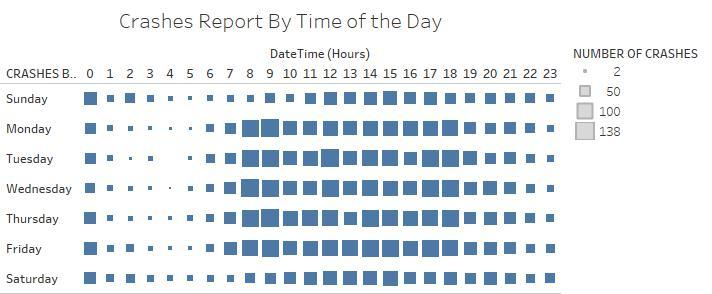 Crashes Report By Time of the Day
DateTime (Hours)
CRASHES B.. 0 1 2 3 4 5 6 7 8 9 10 11 12 13 14 15 16 17 18 19 20 21 22 23
Sunday
Monday
Tuesday
Wednesday
Thursday
Friday
Saturday
NUMBER OF CRASHES
2
50
100
138